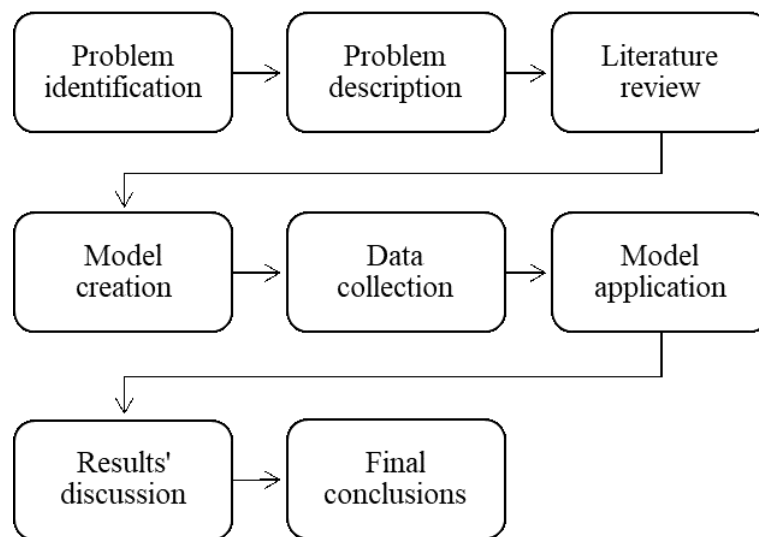 Problem
identification
Problem
description
Literature
review
Model
creation
Data
collection
Model
application
Results'
discussion
Final
conclusions